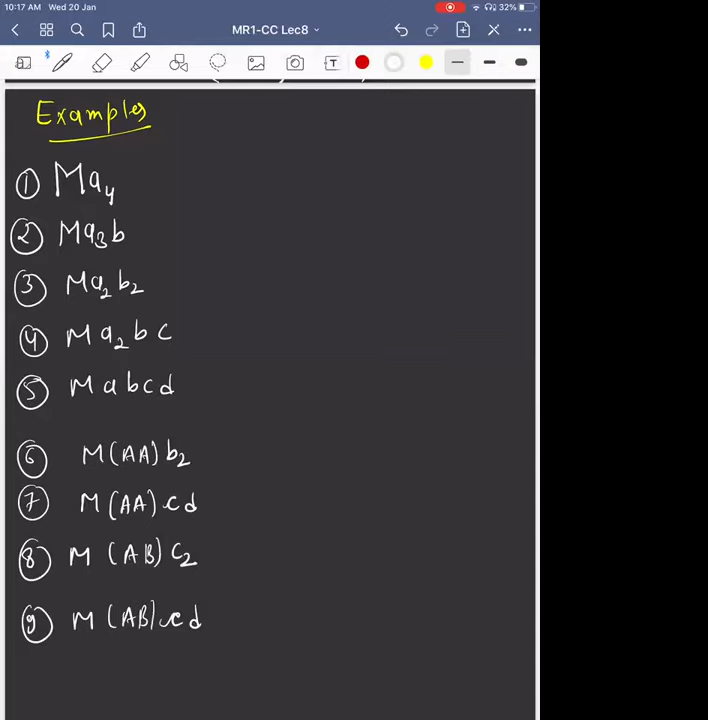 10:17 AM Wed 20 Jan 32%
MR1-CC Lec8
T
Examples
① Ma₄
② Ma₃b
③ Ma₂b₂
④ Ma₂bc
⑤ Mabcd
⑥ M(AA)b₂
⑦ M(AA)cd
⑧ M(AB)c₂
⑨ M(AB)cd